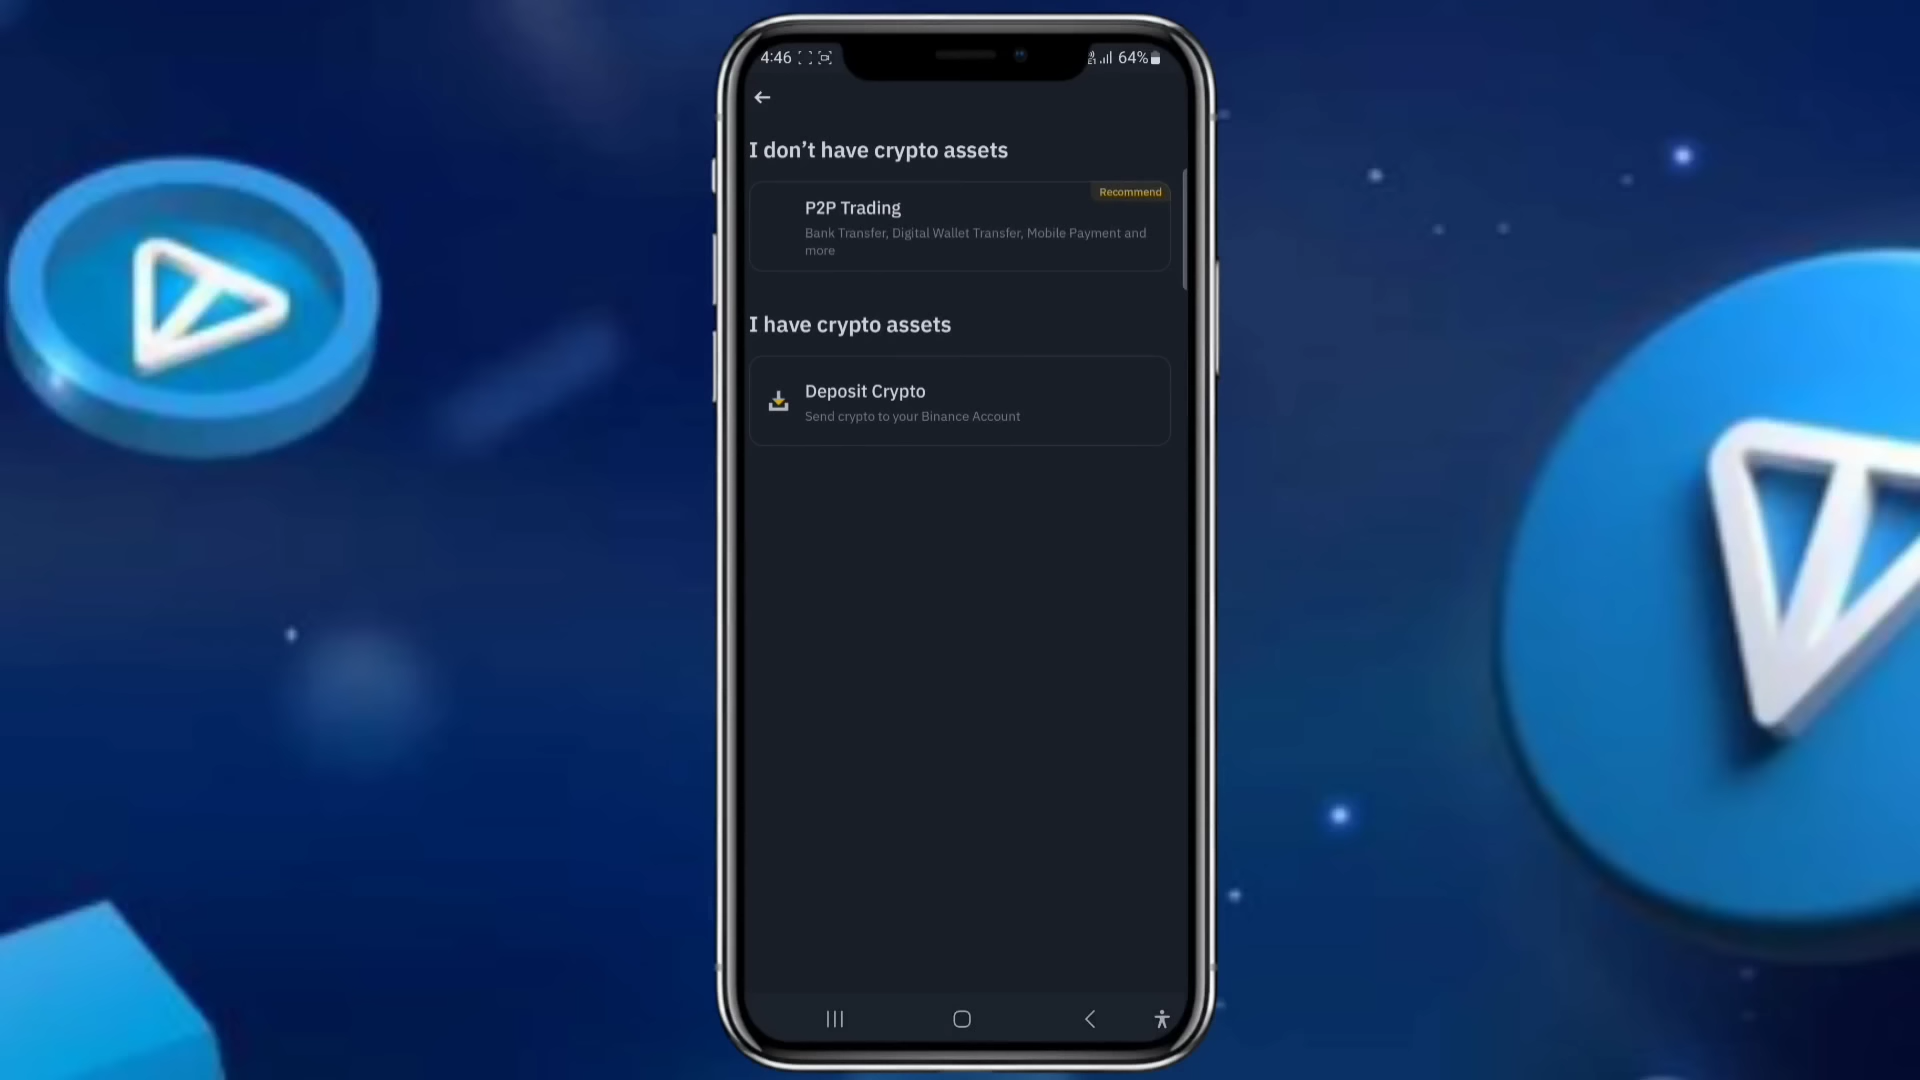 4:46
64%
I don’t have crypto assets
Recommend
P2P Trading
Bank Transfer, Digital Wallet Transfer, Mobile Payment and
more
I have crypto assets
Deposit Crypto
Send crypto to your Binance Account